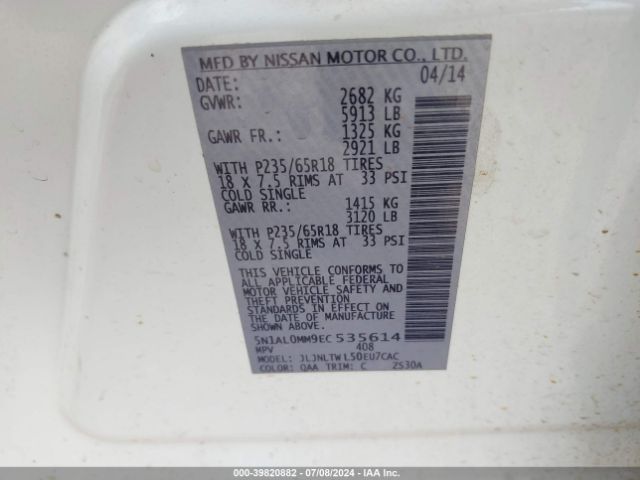 MFD BY NISSAN MOTOR CO., LTD.
DATE: 04/14
GVWR: 2682 KG
5913 LB
GAWR FR.: 1325 KG
2921 LB
WITH P235/65R18 TIRES
18 X 7.5 RIMS AT 33 PSI
COLD SINGLE
GAWR RR.: 1415 KG
3120 LB
WITH P235/65R18 TIRES
18 X 7.5 RIMS AT 33 PSI
COLD SINGLE
THIS VEHICLE CONFORMS TO
ALL APPLICABLE FEDERAL
MOTOR VEHICLE SAFETY AND
THEFT PREVENTION
STANDARDS IN EFFECT ON
THE DATE OF MANUFACTURE
SHOWN ABOVE.
5N1AL0MM9EC535614
MPV 408
MODEL: JLJNLTWL50EU7CAC
COLOR: QAA TRIM: C 2S30A
000-39820882 - 07/08/2024 - IAA Inc.